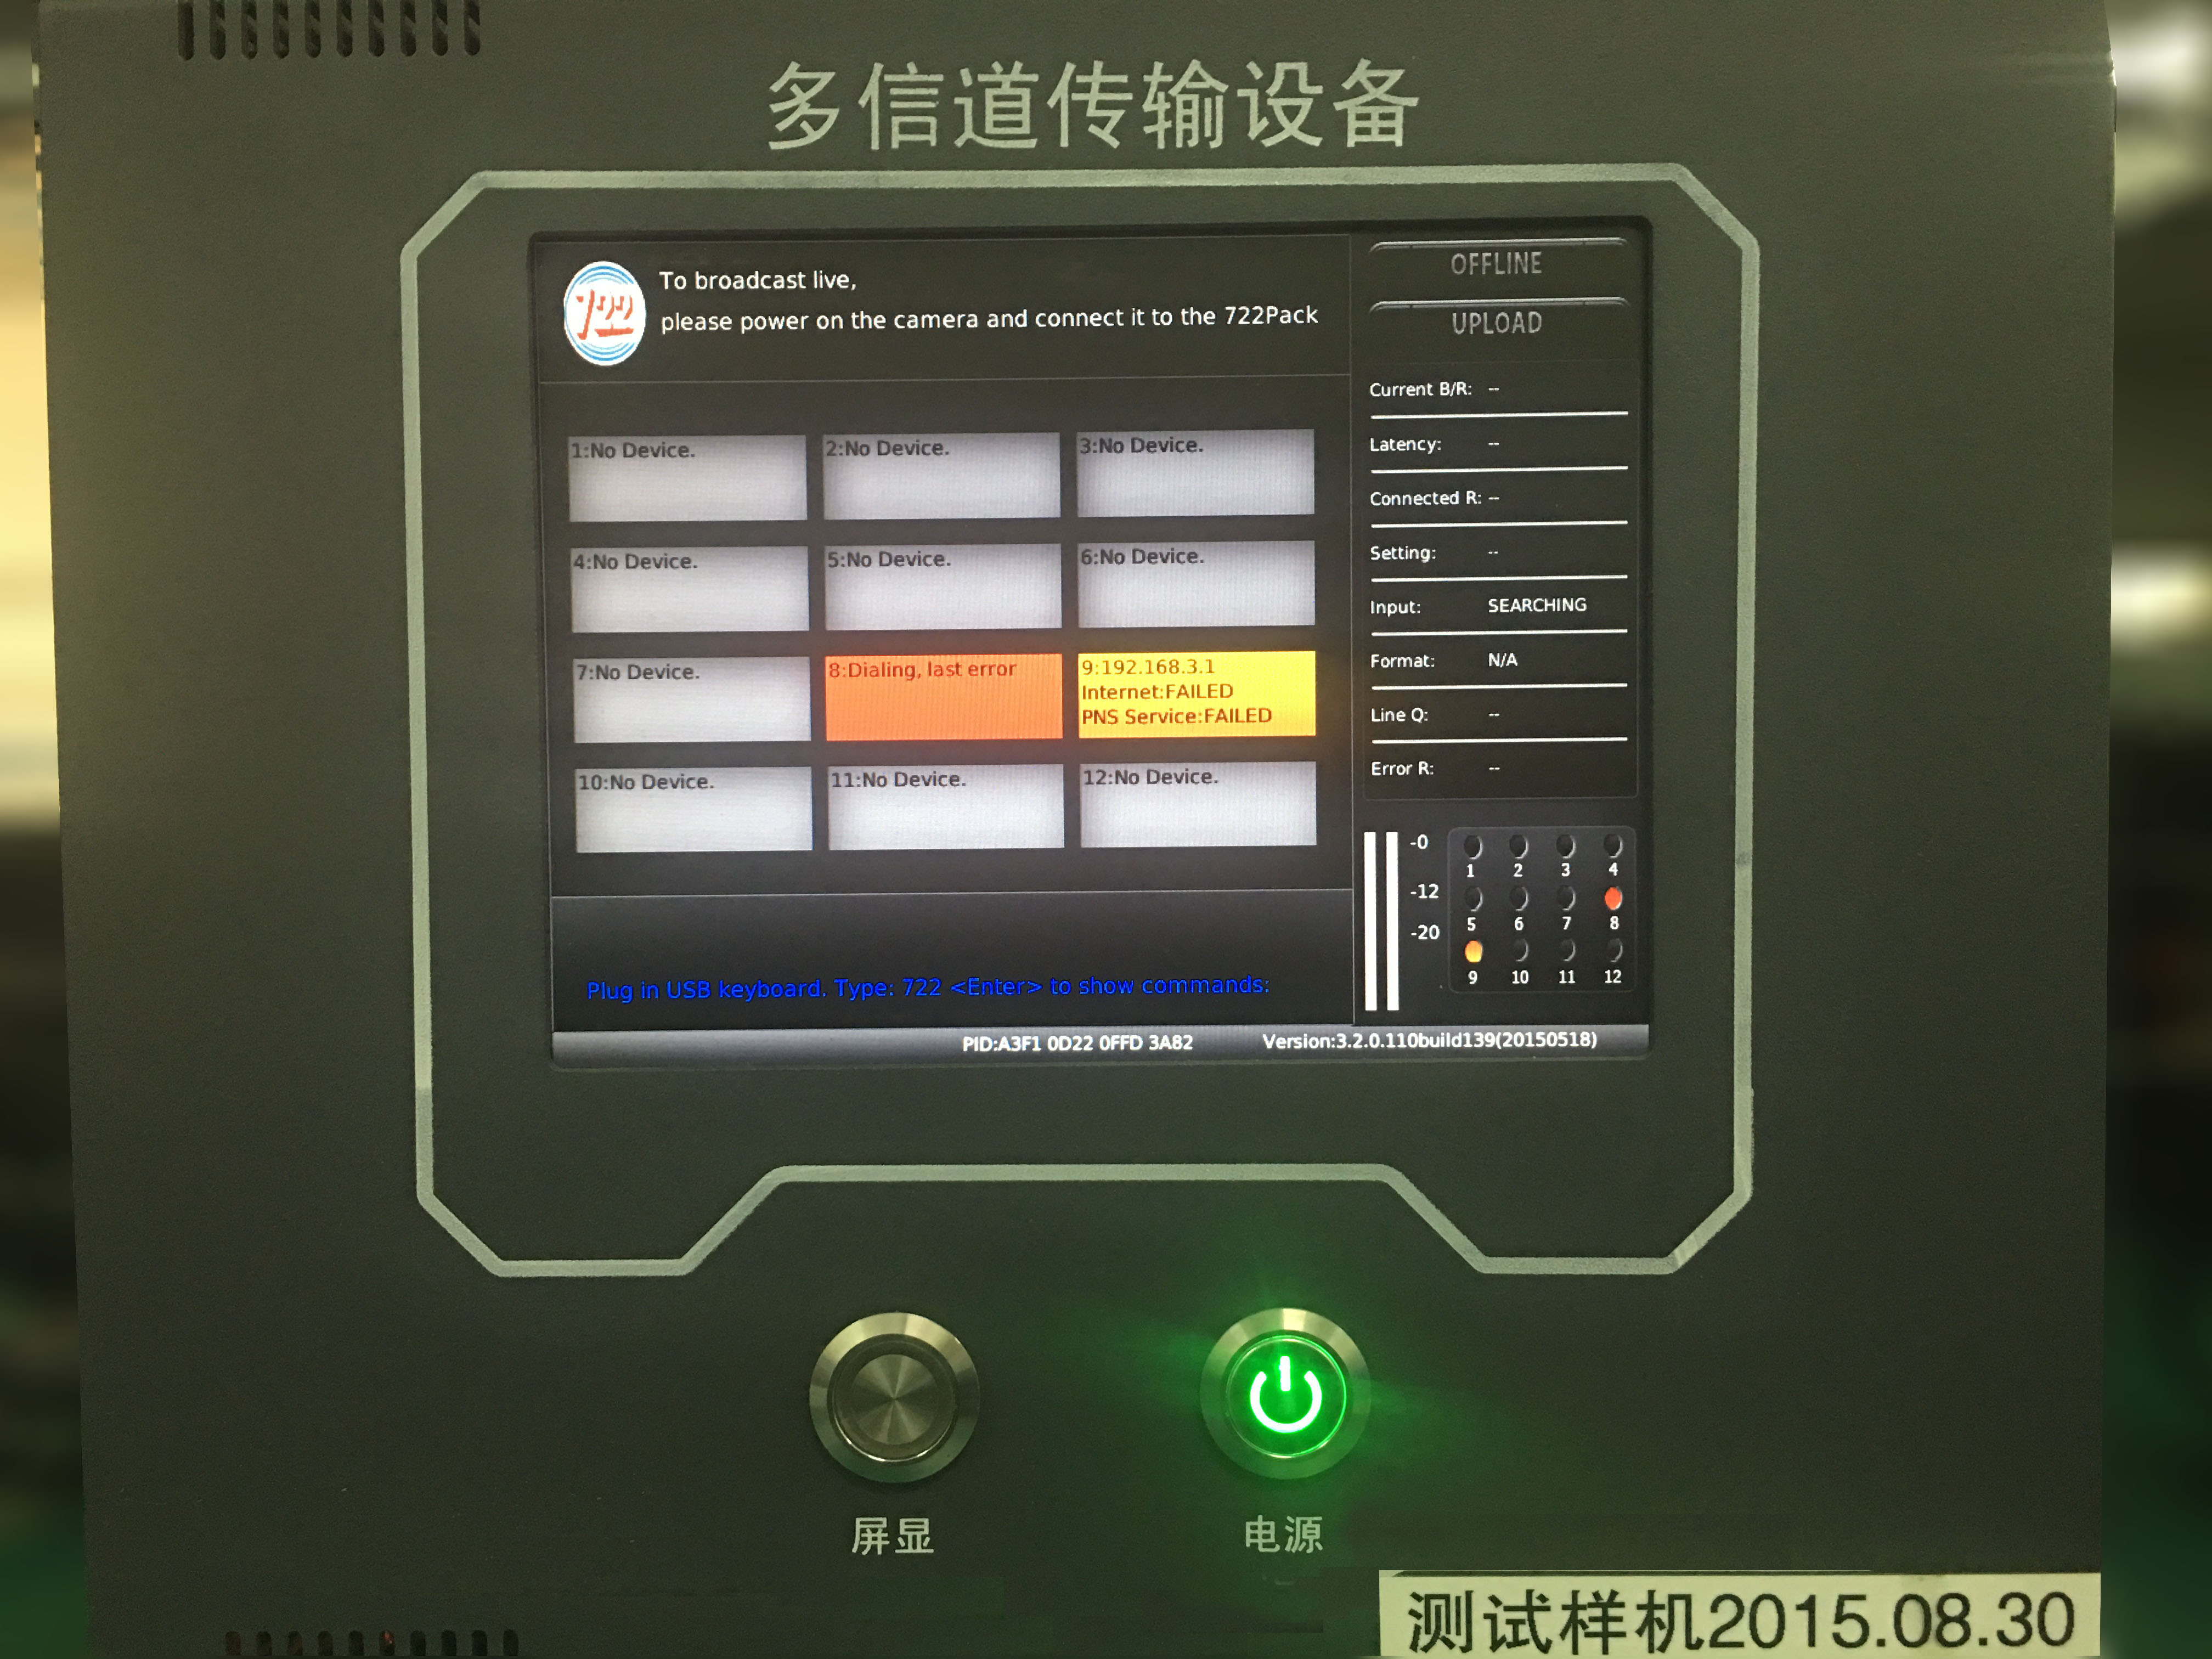 多信道传输设备
722
To broadcast live,
please power on the camera and connect it to the 722Pack
OFFLINE
UPLOAD
1:No Device.
2:No Device.
3:No Device.
4:No Device.
5:No Device.
6:No Device.
7:No Device.
8:Dialing, last error
9:192.168.3.1
Internet:FAILED
PNS Service:FAILED
10:No Device.
11:No Device.
12:No Device.
Current B/R: --
Latency: --
Connected R: --
Setting: --
Input: SEARCHING
Format: N/A
Line Q: --
Error R: --
-0
-12
-20
1 2 3 4
5 6 7 8
9 10 11 12
Plug in USB keyboard. Type: 722 <Enter> to show commands:
PID:A3F1 0D22 0FFD 3A82 Version:3.2.0.110build139(20150518)
屏显
电源
测试样机2015.08.30